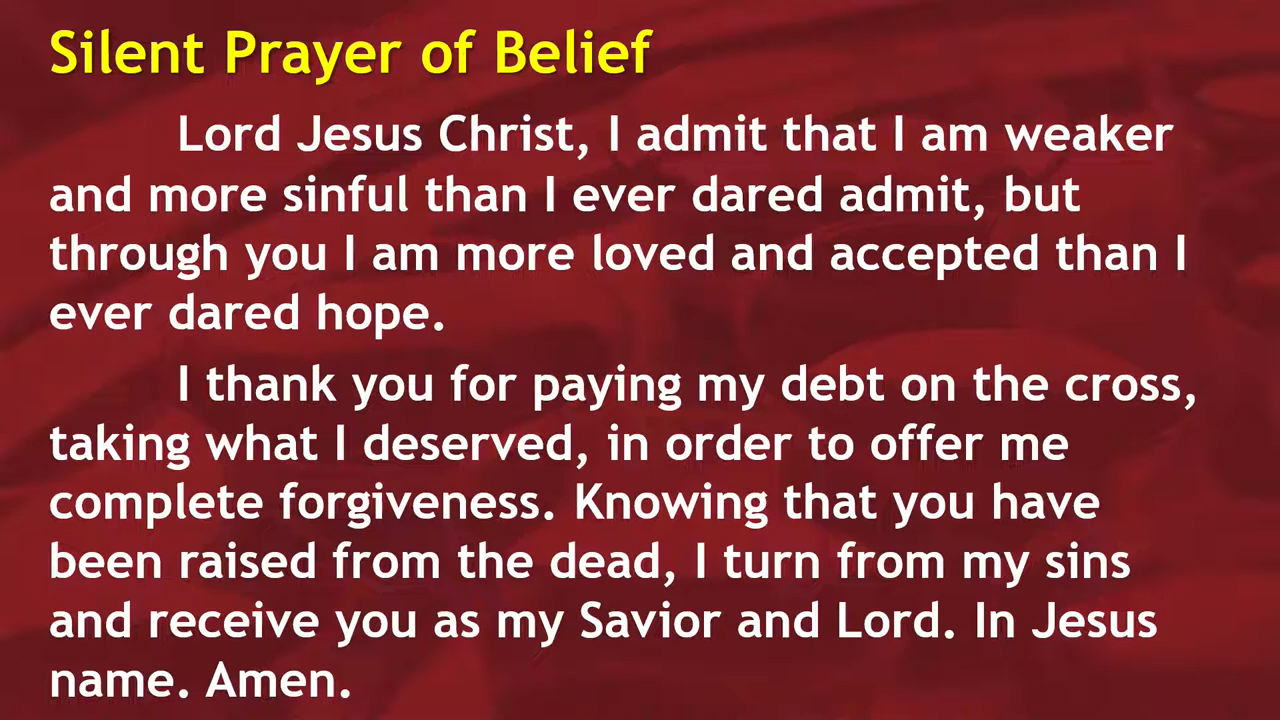 Silent Prayer of Belief
Lord Jesus Christ, I admit that I am weaker
and more sinful than I ever dared admit, but
through you I am more loved and accepted than I
ever dared hope.
I thank you for paying my debt on the cross,
taking what I deserved, in order to offer me
complete forgiveness. Knowing that you have
been raised from the dead, I turn from my sins
and receive you as my Savior and Lord. In Jesus
name. Amen.